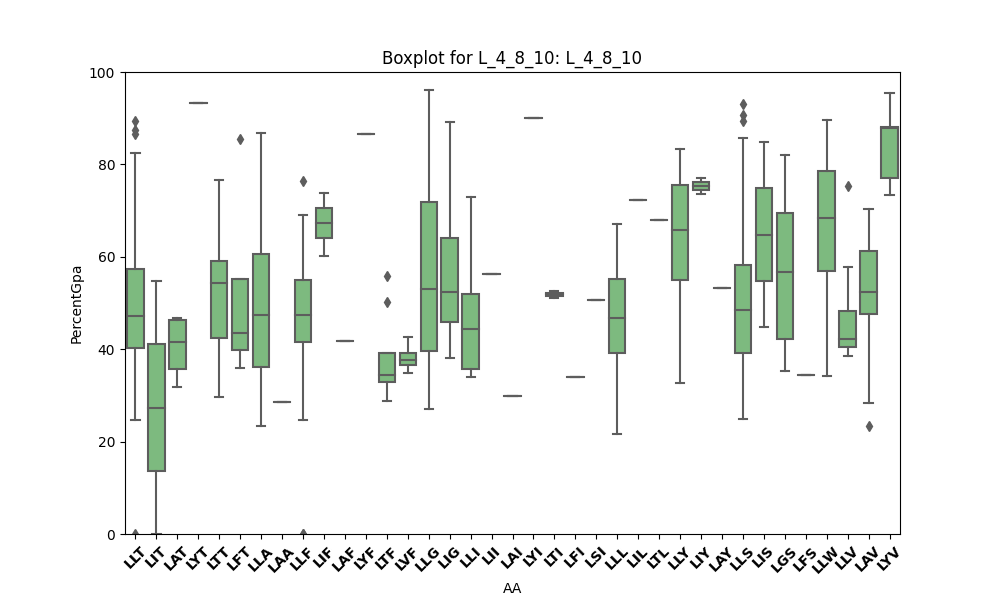 Boxplot for L_4_8_10: L_4_8_10
100
80
60
40
20
0
PercentGpa
LLT LIT LAT LYT LTT LFT LLA LAA LLF LIF LAF LYF LTF LVF LLG LIG LLI LII LAI LYI LTI LFI LSI LLL LIL LTL LLY LIY LAY LLS LIS LGS LFS LLW LLV LAV LYV
AA